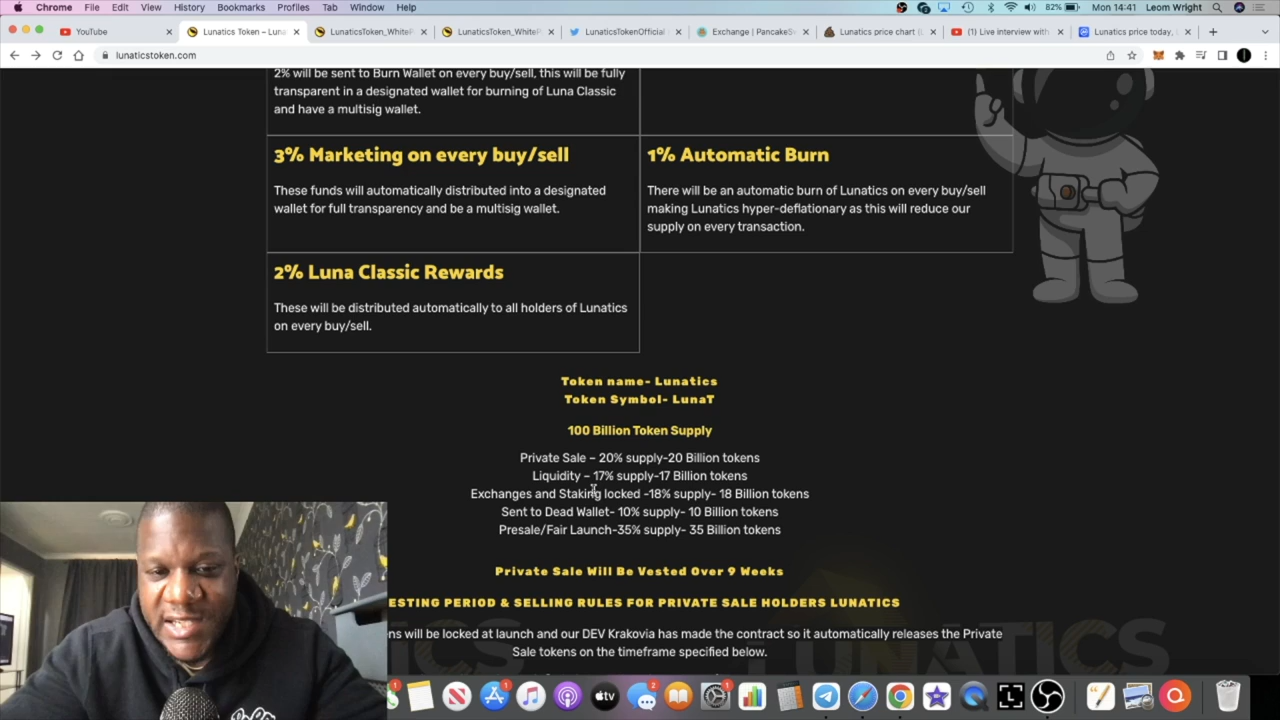 Chrome File Edit View History Bookmarks Profiles Tab Window Help 82% Mon 14:41 Leom Wright
YouTube Lunatics Token – Luna LunaticsToken_WhiteP LunaticsToken_WhiteP LunaticsTokenOfficial Exchange | PancakeS Lunatics price chart (1) Live interview with Lunatics price today,
lunaticstoken.com
2% will be sent to Burn Wallet on every buy/sell, this will be fully
transparent in a designated wallet for burning of Luna Classic
and have a multisig wallet.
3% Marketing on every buy/sell
These funds will automatically distributed into a designated
wallet for full transparency and be a multisig wallet.
1% Automatic Burn
There will be an automatic burn of Lunatics on every buy/sell
making Lunatics hyper-deflationary as this will reduce our
supply on every transaction.
2% Luna Classic Rewards
These will be distributed automatically to all holders of Lunatics
on every buy/sell.
Token name- Lunatics
Token Symbol- LunaT
100 Billion Token Supply
Private Sale – 20% supply-20 Billion tokens
Liquidity – 17% supply-17 Billion tokens
Exchanges and Staking locked -18% supply- 18 Billion tokens
Sent to Dead Wallet- 10% supply- 10 Billion tokens
Presale/Fair Launch-35% supply- 35 Billion tokens
Private Sale Will Be Vested Over 9 Weeks
ESTING PERIOD & SELLING RULES FOR PRIVATE SALE HOLDERS LUNATICS
ns will be locked at launch and our DEV Krakovia has made the contract so it automatically releases the Private
Sale tokens on the timeframe specified below.
LUNATICS
tv